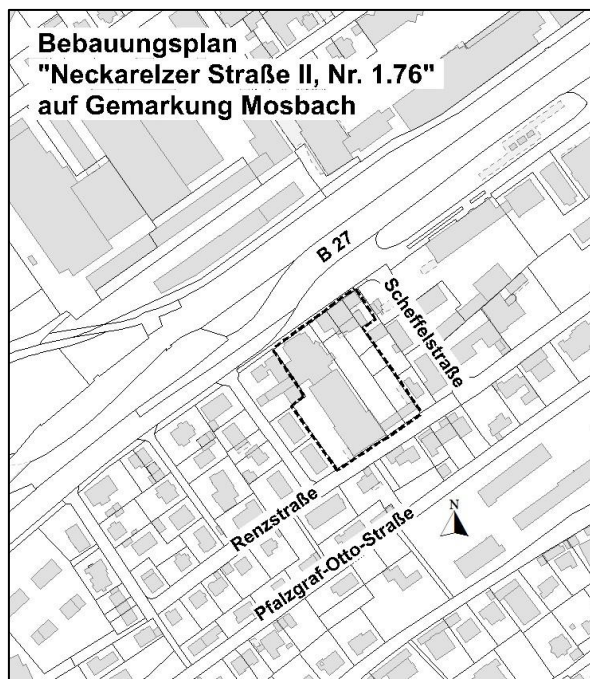 Bebauungsplan
"Neckarelzer Straße II, Nr. 1.76"
auf Gemarkung Mosbach
B 27
Scheffelstraße
Renzstraße
Pfalzgraf-Otto-Straße
N